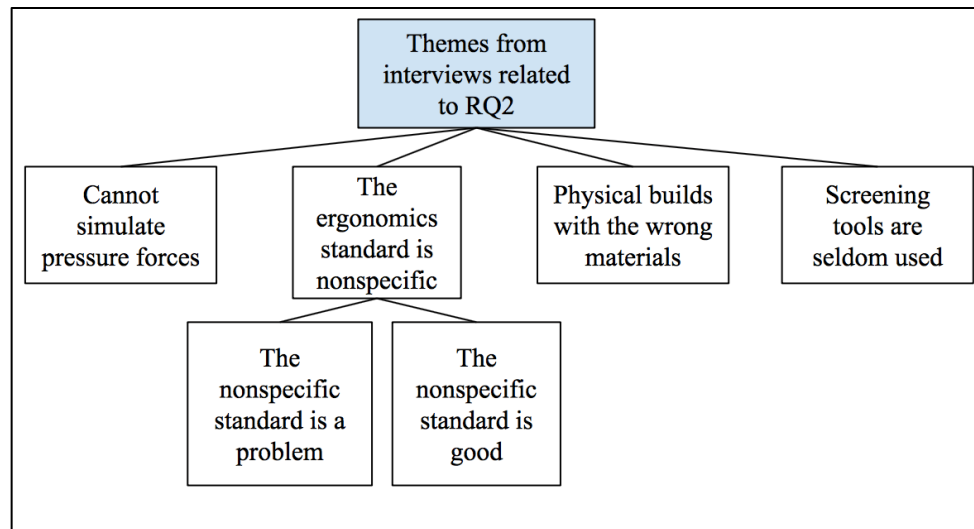 Themes from
interviews related
to RQ2
Cannot
simulate
pressure forces
The
ergonomics
standard is
nonspecific
Physical builds
with the wrong
materials
Screening
tools are
seldom used
The
nonspecific
standard is a
problem
The
nonspecific
standard is
good